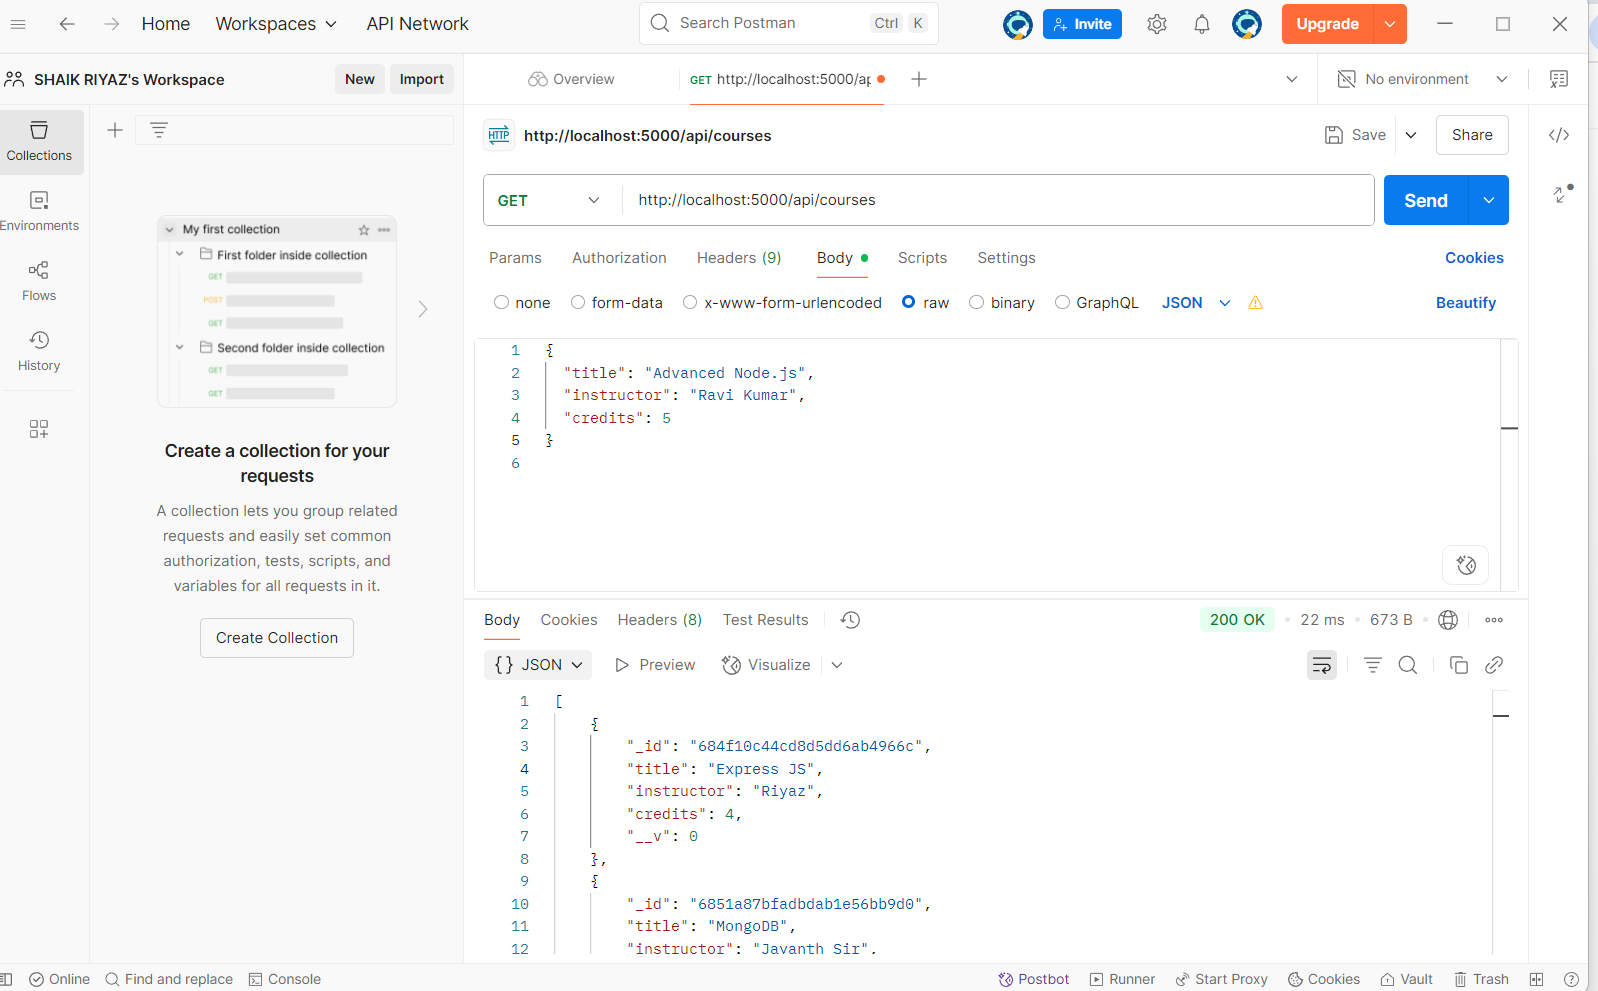 Home Workspaces API Network Search Postman Ctrl K Invite Upgrade
SHAIK RIYAZ's Workspace New Import Overview GET http://localhost:5000/ap No environment
Collections
Environments
Flows
History
My first collection
First folder inside collection
GET
POST
GET
Second folder inside collection
GET
GET
Create a collection for your
requests
A collection lets you group related
requests and easily set common
authorization, tests, scripts, and
variables for all requests in it.
Create Collection
HTTP http://localhost:5000/api/courses Save Share
GET http://localhost:5000/api/courses Send
Params Authorization Headers (9) Body Scripts Settings Cookies
none form-data x-www-form-urlencoded raw binary GraphQL JSON Beautify
1 {
2 "title": "Advanced Node.js",
3 "instructor": "Ravi Kumar",
4 "credits": 5
5 }
6
Body Cookies Headers (8) Test Results 200 OK 22 ms 673 B
{} JSON Preview Visualize
1 [
2 {
3 "_id": "684f10c44cd8d5dd6ab4966c",
4 "title": "Express JS",
5 "instructor": "Riyaz",
6 "credits": 4,
7 "__v": 0
8 },
9 {
10 "_id": "6851a87bfadbdab1e56bb9d0",
11 "title": "MongoDB",
12 "instructor": "Javanth Sir",
Online Find and replace Console Postbot Runner Start Proxy Cookies Vault Trash